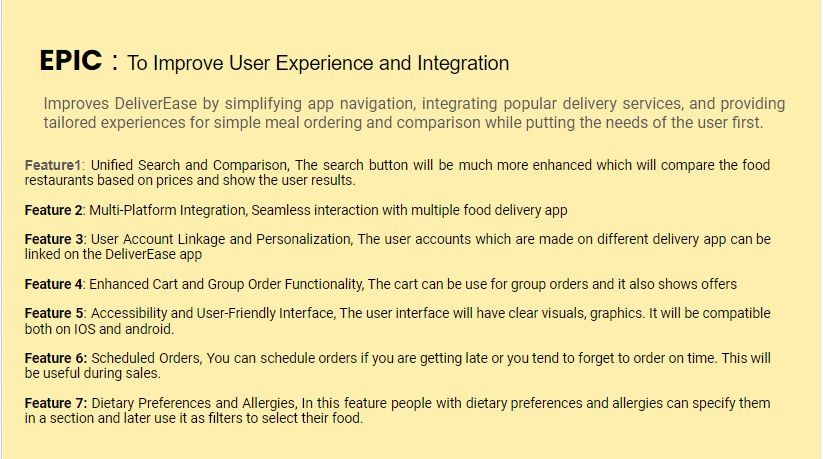 EPIC : To Improve User Experience and Integration
Improves DeliverEase by simplifying app navigation, integrating popular delivery services, and providing
tailored experiences for simple meal ordering and comparison while putting the needs of the user first.
Feature1: Unified Search and Comparison, The search button will be much more enhanced which will compare the food
restaurants based on prices and show the user results.
Feature 2: Multi-Platform Integration, Seamless interaction with multiple food delivery app
Feature 3: User Account Linkage and Personalization, The user accounts which are made on different delivery app can be
linked on the DeliverEase app
Feature 4: Enhanced Cart and Group Order Functionality, The cart can be use for group orders and it also shows offers
Feature 5: Accessibility and User-Friendly Interface, The user interface will have clear visuals, graphics. It will be compatible
both on IOS and android.
Feature 6: Scheduled Orders, You can schedule orders if you are getting late or you tend to forget to order on time. This will
be useful during sales.
Feature 7: Dietary Preferences and Allergies, In this feature people with dietary preferences and allergies can specify them
in a section and later use it as filters to select their food.